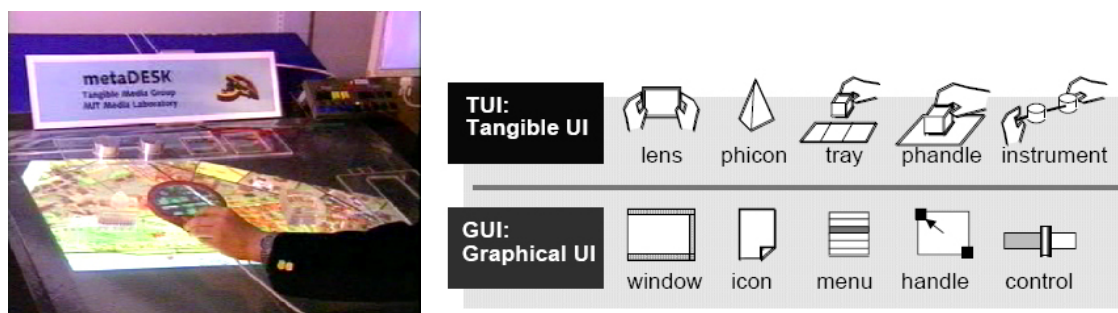 metaDESK
Tangible Media Group
MIT Media Laboratory
TUI:
Tangible UI
lens phicon tray phandle instrument
GUI:
Graphical UI
window icon menu handle control